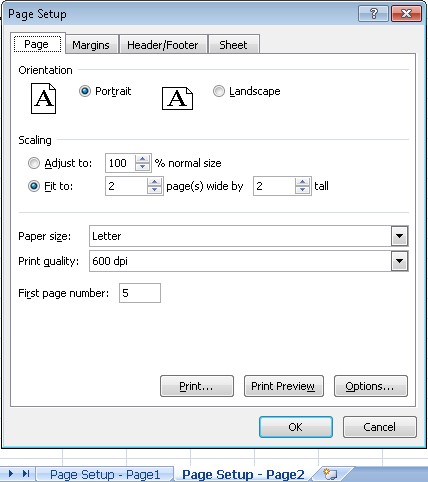 Page Setup
Page Margins Header/Footer Sheet
Orientation
A Portrait A Landscape
Scaling
Adjust to: 100 % normal size
Fit to: 2 page(s) wide by 2 tall
Paper size: Letter
Print quality: 600 dpi
First page number: 5
Print... Print Preview Options...
OK Cancel
Page Setup - Page1 Page Setup - Page2